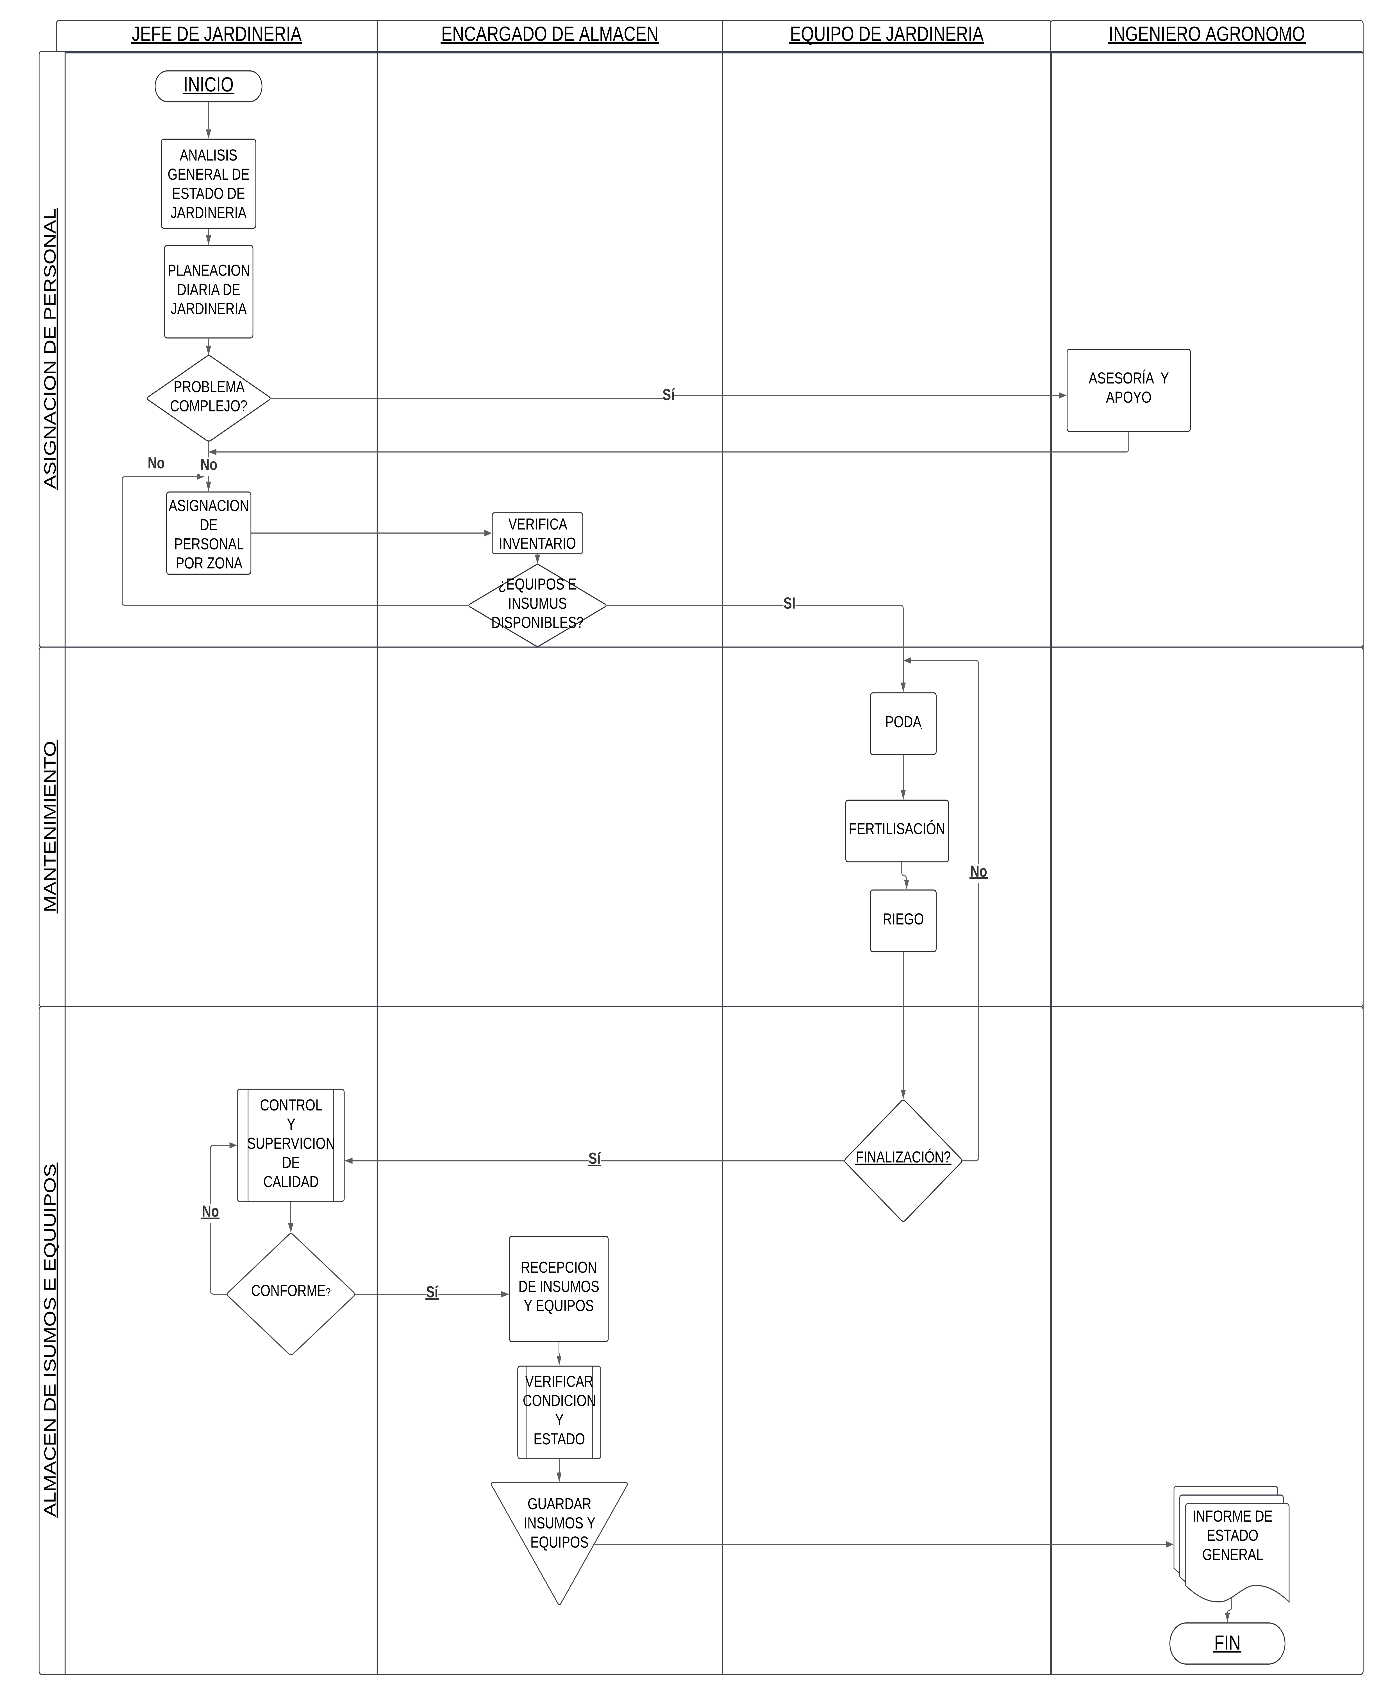 JEFE DE JARDINERIA
ENCARGADO DE ALMACEN
EQUIPO DE JARDINERIA
INGENIERO AGRONOMO
ASIGNACION DE PERSONAL
INICIO
ANALISIS
GENERAL DE
ESTADO DE
JARDINERIA
PLANEACION
DIARIA DE
JARDINERIA
PROBLEMA
COMPLEJO?
Sí
ASESORÍA Y
APOYO
No
No
ASIGNACION
DE
PERSONAL
POR ZONA
VERIFICA
INVENTARIO
¿EQUIPOS E
INSUMUS
DISPONIBLES?
SI
MANTENIMIENTO
PODA
FERTILISACIÓN
RIEGO
No
ALMACEN DE ISUMOS E EQUUIPOS
FINALIZACIÓN?
Sí
CONTROL
Y
SUPERVICION
DE
CALIDAD
No
CONFORME?
Sí
RECEPCION
DE INSUMOS
Y EQUIPOS
VERIFICAR
CONDICION
Y
ESTADO
GUARDAR
INSUMOS Y
EQUIPOS
INFORME DE
ESTADO
GENERAL
FIN